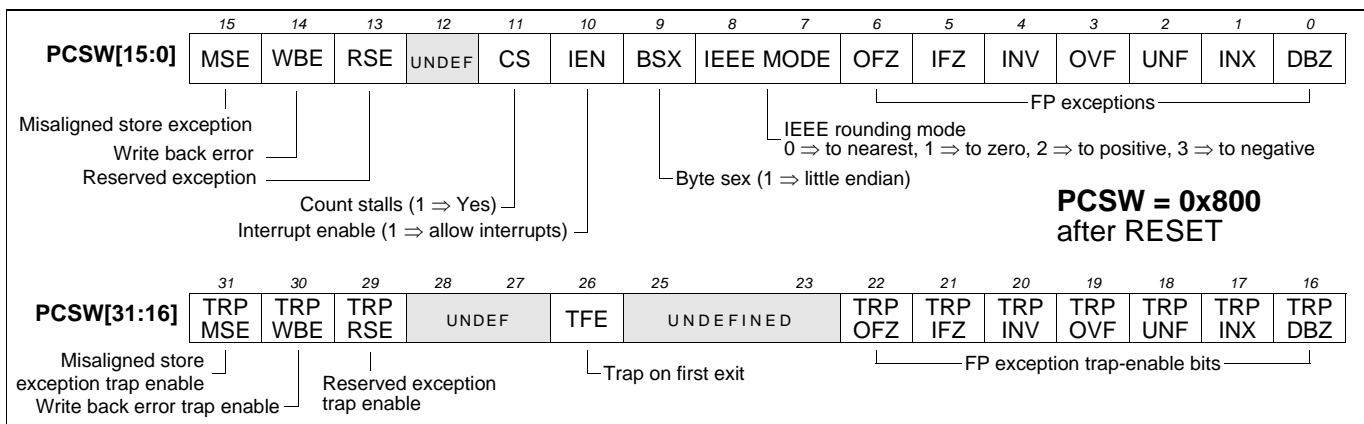 15 14 13 12 11 10 9 8 7 6 5 4 3 2 1 0
PCSW[15:0] MSE WBE RSE UNDEF CS IEN BSX IEEE MODE OFZ IFZ INV OVF UNF INX DBZ
FP exceptions
Misaligned store exception
IEEE rounding mode
Write back error
0 ⇒ to nearest, 1 ⇒ to zero, 2 ⇒ to positive, 3 ⇒ to negative
Reserved exception
Byte sex (1 ⇒ little endian)
Count stalls (1 ⇒ Yes)
PCSW = 0x800
Interrupt enable (1 ⇒ allow interrupts)
after RESET
31 30 29 28 27 26 25 23 22 21 20 19 18 17 16
TRP TRP TRP TRP TRP TRP TRP TRP TRP TRP
PCSW[31:16] MSE WBE RSE UNDEF TFE UNDEFINED OFZ IFZ INV OVF UNF INX DBZ
Misaligned store
exception trap enable
FP exception trap-enable bits
Trap on first exit
Reserved exception
trap enable
Write back error trap enable